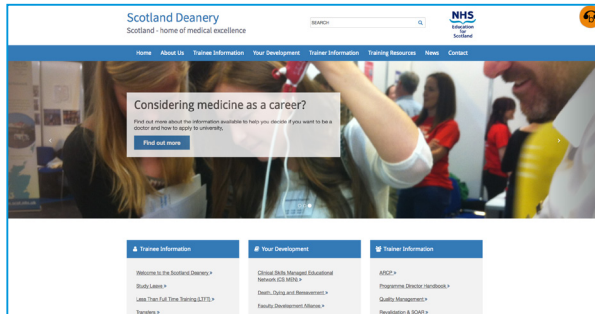 Scotland Deanery
Scotland - home of medical excellence
SEARCH
NHS
Education
for
Scotland
Home About Us Trainee Information Your Development Trainer Information Training Resources News Contact
Considering medicine as a career?
Find out more about the information available to help you decide if you want to be a
doctor and how to apply to university.
Find out more
Trainee Information
Welcome to the Scotland Deanery »
Study Leave »
Less Than Full Time Training (LTFT) »
Transfers »
# Your Development
Clinical Skills Managed Educational
Network (CS MEN) »
Death, Dying and Bereavement »
Faculty Development Alliance »
Trainer Information
ARCP »
Programme Director Handbook »
Quality Management »
Revalidation & SOAR »